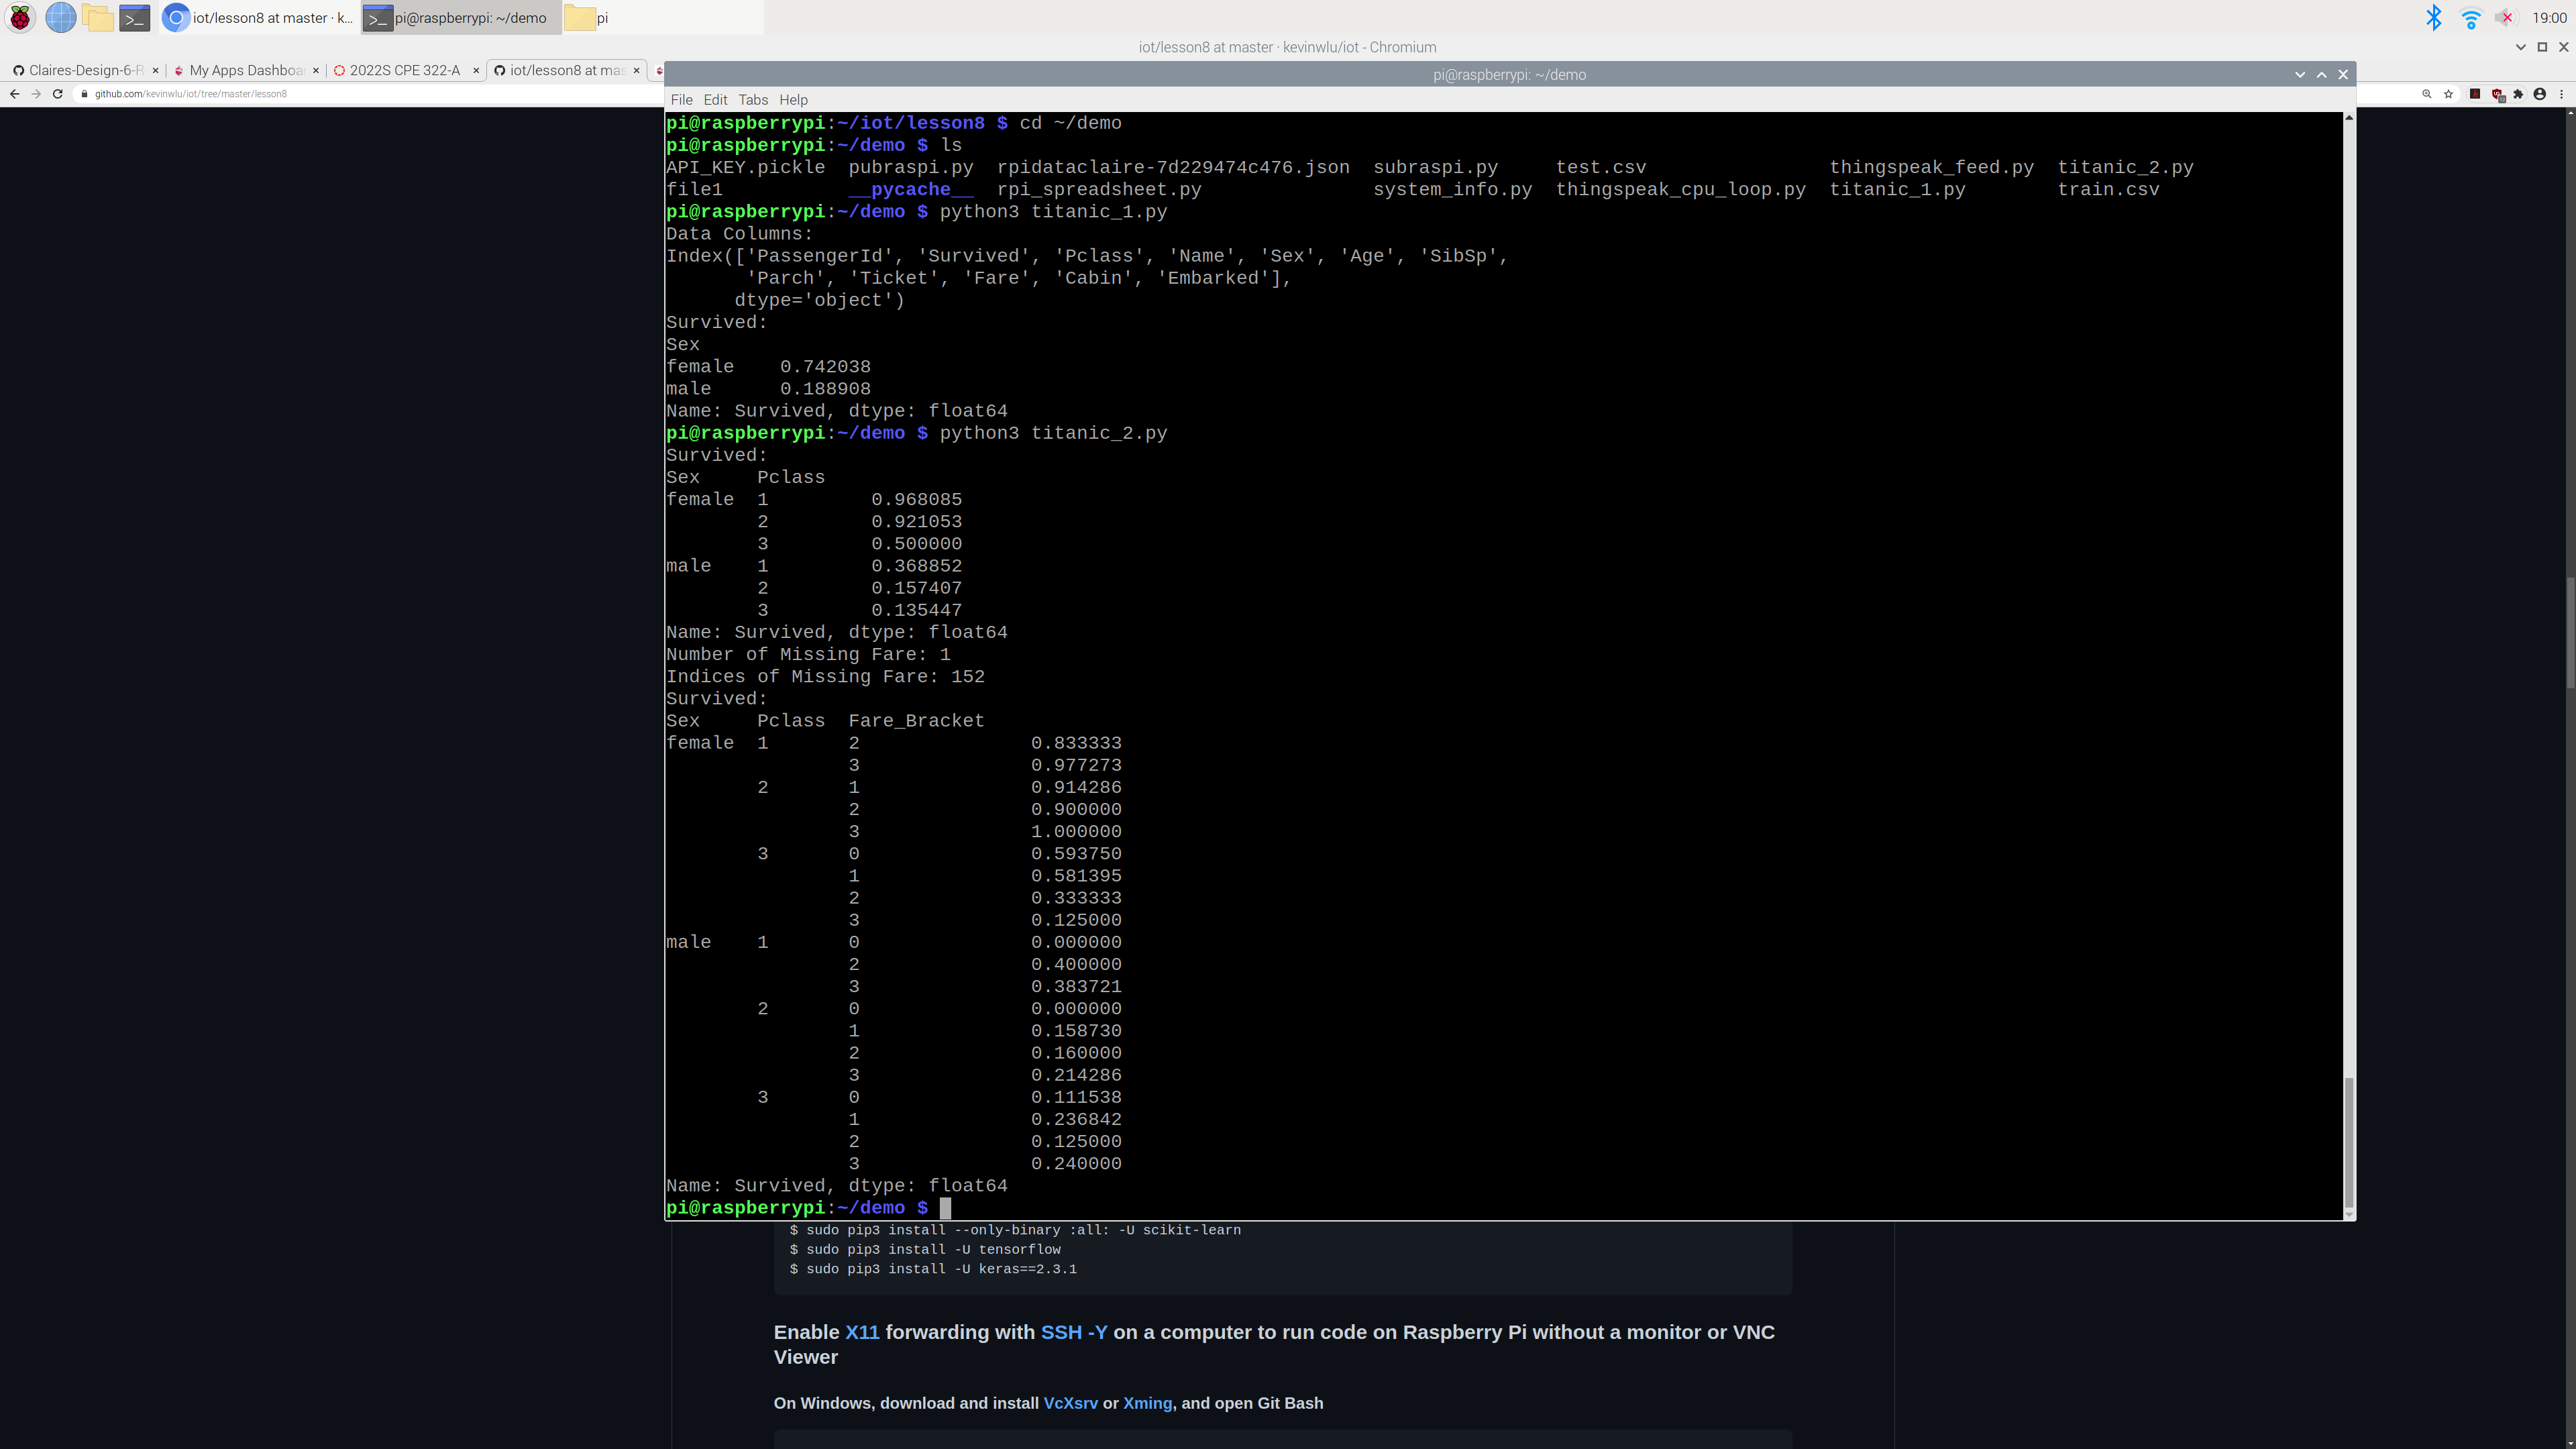 iot/lesson8 at master · k...
pi@raspberrypi: ~/demo
pi
19:00
iot/lesson8 at master · kevinwlu/iot - Chromium
Claires-Design-6-R
My Apps Dashboar
2022S CPE 322-A
iot/lesson8 at mas
github.com/kevinwlu/iot/tree/master/lesson8
pi@raspberrypi: ~/demo
File Edit Tabs Help
pi@raspberrypi:~/iot/lesson8 $ cd ~/demo
pi@raspberrypi:~/demo $ ls
API_KEY.pickle  pubraspi.py  rpidataclaire-7d229474c476.json  subraspi.py     test.csv                thingspeak_feed.py  titanic_2.py
file1           __pycache__  rpi_spreadsheet.py               system_info.py  thingspeak_cpu_loop.py  titanic_1.py        train.csv
pi@raspberrypi:~/demo $ python3 titanic_1.py
Data Columns:
Index(['PassengerId', 'Survived', 'Pclass', 'Name', 'Sex', 'Age', 'SibSp',
       'Parch', 'Ticket', 'Fare', 'Cabin', 'Embarked'],
      dtype='object')
Survived:
Sex
female    0.742038
male      0.188908
Name: Survived, dtype: float64
pi@raspberrypi:~/demo $ python3 titanic_2.py
Survived:
Sex     Pclass
female  1         0.968085
        2         0.921053
        3         0.500000
male    1         0.368852
        2         0.157407
        3         0.135447
Name: Survived, dtype: float64
Number of Missing Fare: 1
Indices of Missing Fare: 152
Survived:
Sex     Pclass  Fare_Bracket
female  1       2               0.833333
                3               0.977273
        2       1               0.914286
                2               0.900000
                3               1.000000
        3       0               0.593750
                1               0.581395
                2               0.333333
                3               0.125000
male    1       0               0.000000
                2               0.400000
                3               0.383721
        2       0               0.000000
                1               0.158730
                2               0.160000
                3               0.214286
        3       0               0.111538
                1               0.236842
                2               0.125000
                3               0.240000
Name: Survived, dtype: float64
pi@raspberrypi:~/demo $
$ sudo pip3 install --only-binary :all: -U scikit-learn
$ sudo pip3 install -U tensorflow
$ sudo pip3 install -U keras==2.3.1
Enable X11 forwarding with SSH -Y on a computer to run code on Raspberry Pi without a monitor or VNC
Viewer
On Windows, download and install VcXsrv or Xming, and open Git Bash